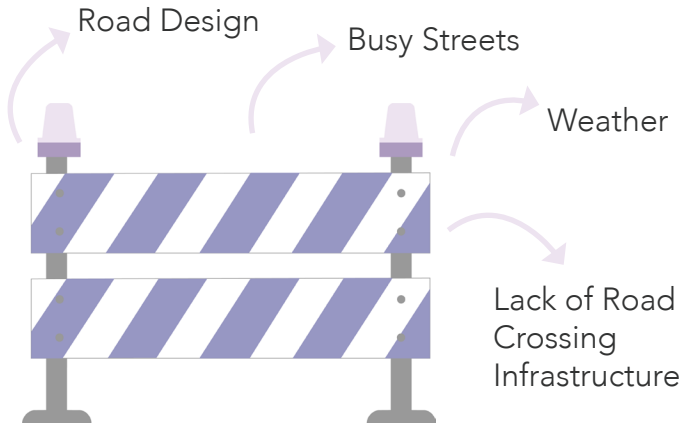 Road Design
Busy Streets
Weather
Lack of Road
Crossing
Infrastructure